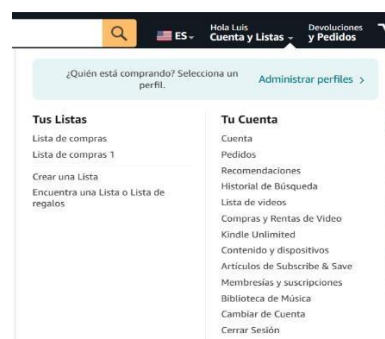 ES
Hola Luis
Cuenta y Listas
Devoluciones
y Pedidos
¿Quién está comprando? Selecciona un
perfil.
Administrar perfiles >
Tus Listas
Lista de compras
Lista de compras 1
Crear una Lista
Encuentra una Lista o Lista de
regalos
Tu Cuenta
Cuenta
Pedidos
Recomendaciones
Historial de Búsqueda
Lista de videos
Compras y Rentas de Video
Kindle Unlimited
Contenido y dispositivos
Artículos de Subscribe & Save
Membresías y suscripciones
Biblioteca de Música
Cambiar de Cuenta
Cerrar Sesión